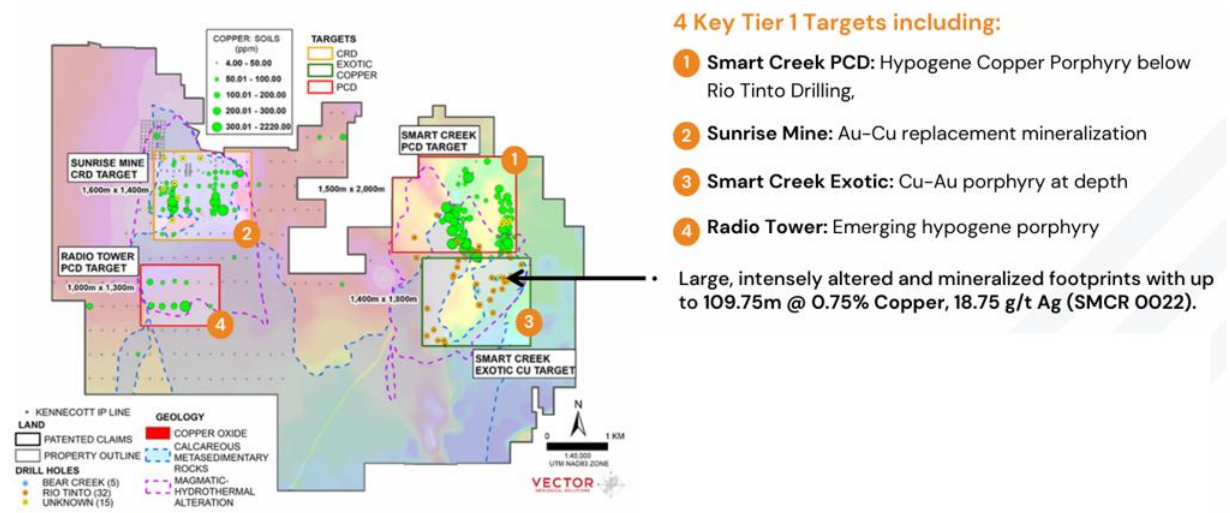 COPPER: SOILS
(ppm)
4.00 - 50.00
50.01 - 100.00
100.01 - 200.00
200.01 - 300.00
300.01 - 2220.00
TARGETS
CRD
EXOTIC
COPPER
PCD
SUNRISE MINE
CRD TARGET
1,600m x 1,400m
2
RADIO TOWER
PCD TARGET
1,000m x 1,300m
4
SMART CREEK
PCD TARGET
1
1,500m x 2,000m
1,400m x 1,800m
3
SMART CREEK
EXOTIC CU TARGET
KENNECOTT IP LINE
LAND
PATENTED CLAIMS
PROPERTY OUTLINE
DRILL HOLES
BEAR CREEK (5)
RIO TINTO (32)
UNKNOWN (15)
GEOLOGY
COPPER OXIDE
CALCAREOUS
METASEDIMENTARY
ROCKS
MAGMATIC-
HYDROTHERMAL
ALTERATION
N
0 1 KM
1:40,000
UTM NAD83 ZONE
VECTOR
GEOLOGICAL SOLUTIONS
4 Key Tier 1 Targets including:
1 Smart Creek PCD: Hypogene Copper Porphyry below
Rio Tinto Drilling,
2 Sunrise Mine: Au-Cu replacement mineralization
3 Smart Creek Exotic: Cu-Au porphyry at depth
4 Radio Tower: Emerging hypogene porphyry
Large, intensely altered and mineralized footprints with up
to 109.75m @ 0.75% Copper, 18.75 g/t Ag (SMCR 0022).